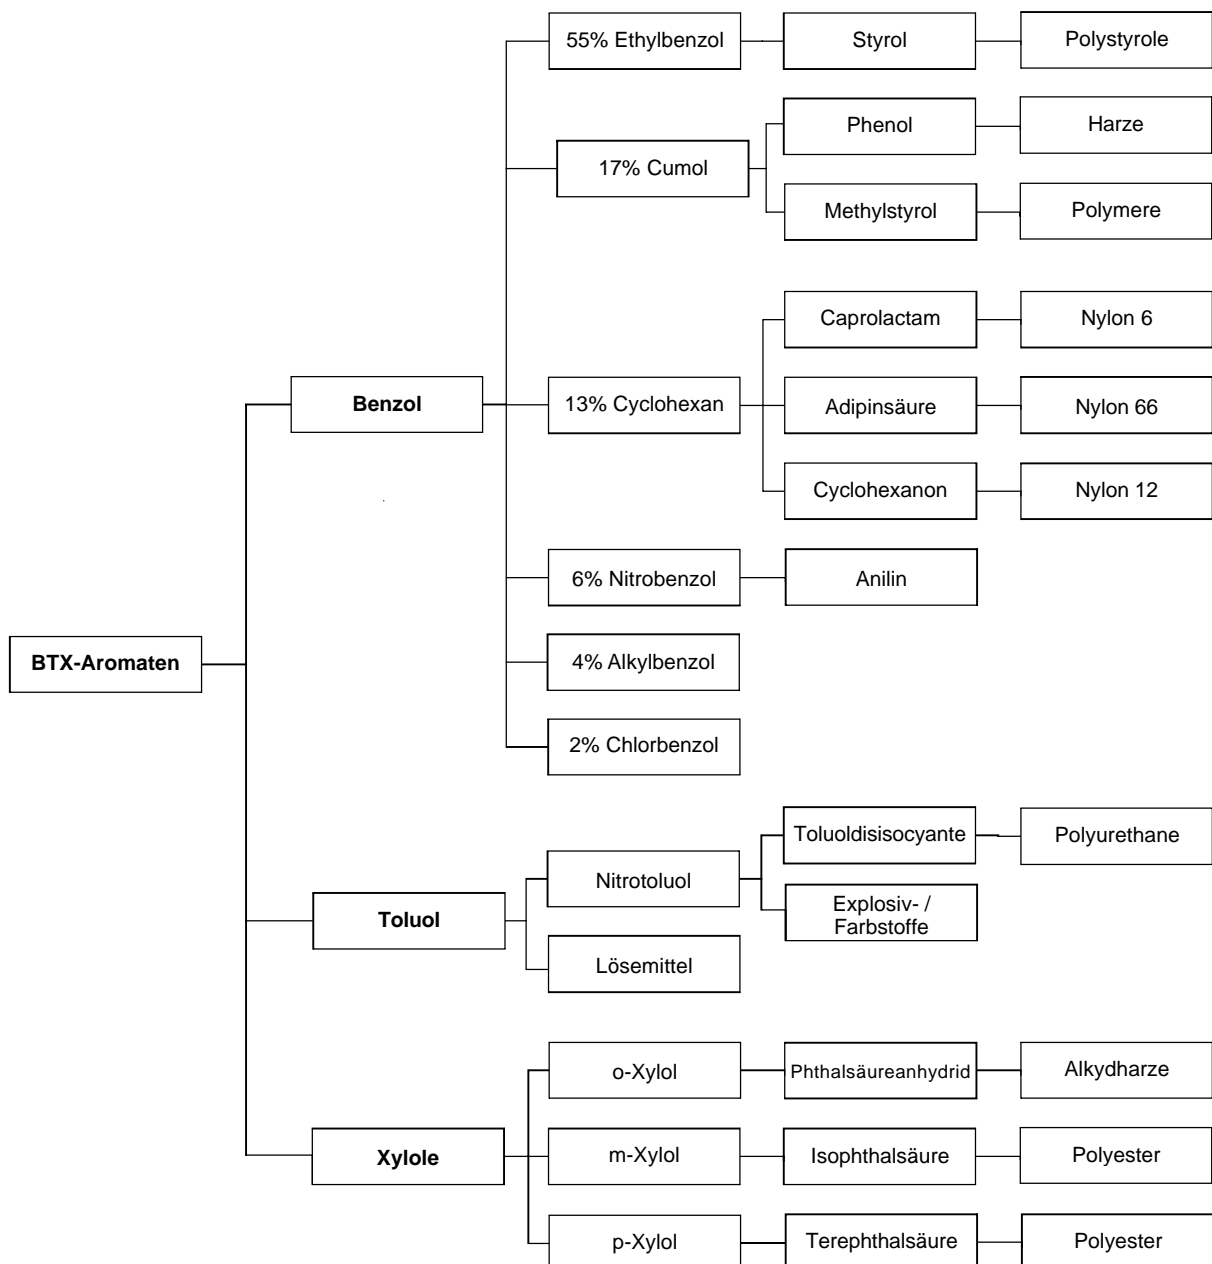 55% Ethylbenzol
Styrol
Polystyrole
17% Cumol
Phenol
Harze
Methylstyrol
Polymere
Benzol
13% Cyclohexan
Caprolactam
Nylon 6
Adipinsäure
Nylon 66
Cyclohexanon
Nylon 12
6% Nitrobenzol
Anilin
BTX-Aromaten
4% Alkylbenzol
2% Chlorbenzol
Toluol
Nitrotoluol
Toluoldisisocyante
Polyurethane
Explosiv- /
Farbstoffe
Lösemittel
Xylole
o-Xylol
Phthalsäureanhydrid
Alkydharze
m-Xylol
Isophthalsäure
Polyester
p-Xylol
Terephthalsäure
Polyester